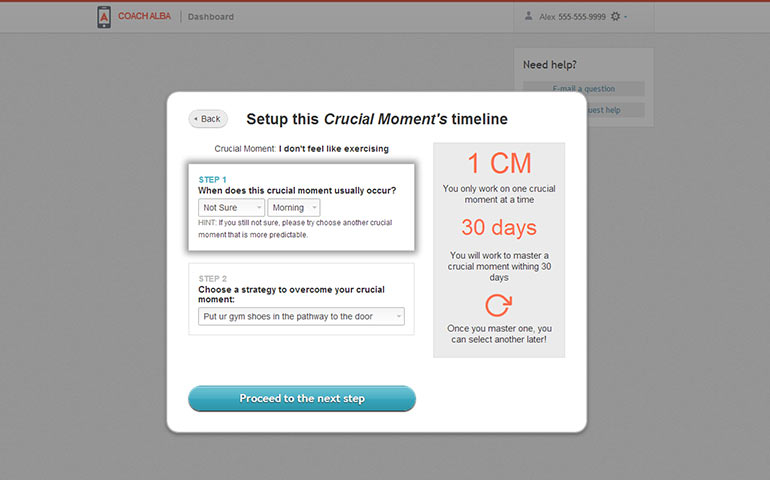 COACH ALBA
Dashboard
Alex 555-555-9999
Need help?
E-mail a question
uest help
Back
Setup this Crucial Moment's timeline
Crucial Moment: I don't feel like exercising
STEP 1
When does this crucial moment usually occur?
Not Sure
Morning
HINT: If you still not sure, please try choose another crucial
moment that is more predictable.
STEP 2
Choose a strategy to overcome your crucial
moment:
Put ur gym shoes in the pathway to the door
Proceed to the next step
1 CM
You only work on one crucial
moment at a time
30 days
You will work to master a
crucial moment withing 30
days
Once you master one, you
can select another later!